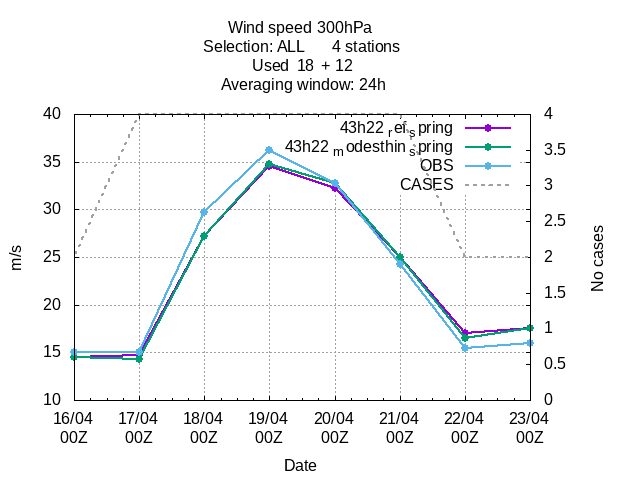 Wind speed 300hPa
Selection: ALL 4 stations
Used 18 + 12
Averaging window: 24h
43h22 refspring
43h22 modesthinspring
OBS
CASES
40
35
30
25
20
15
10
4
3.5
3
2.5
2
1.5
1
0.5
0
m/s
No cases
16/04 17/04 18/04 19/04 20/04 21/04 22/04 23/04
00Z 00Z 00Z 00Z 00Z 00Z 00Z 00Z
Date